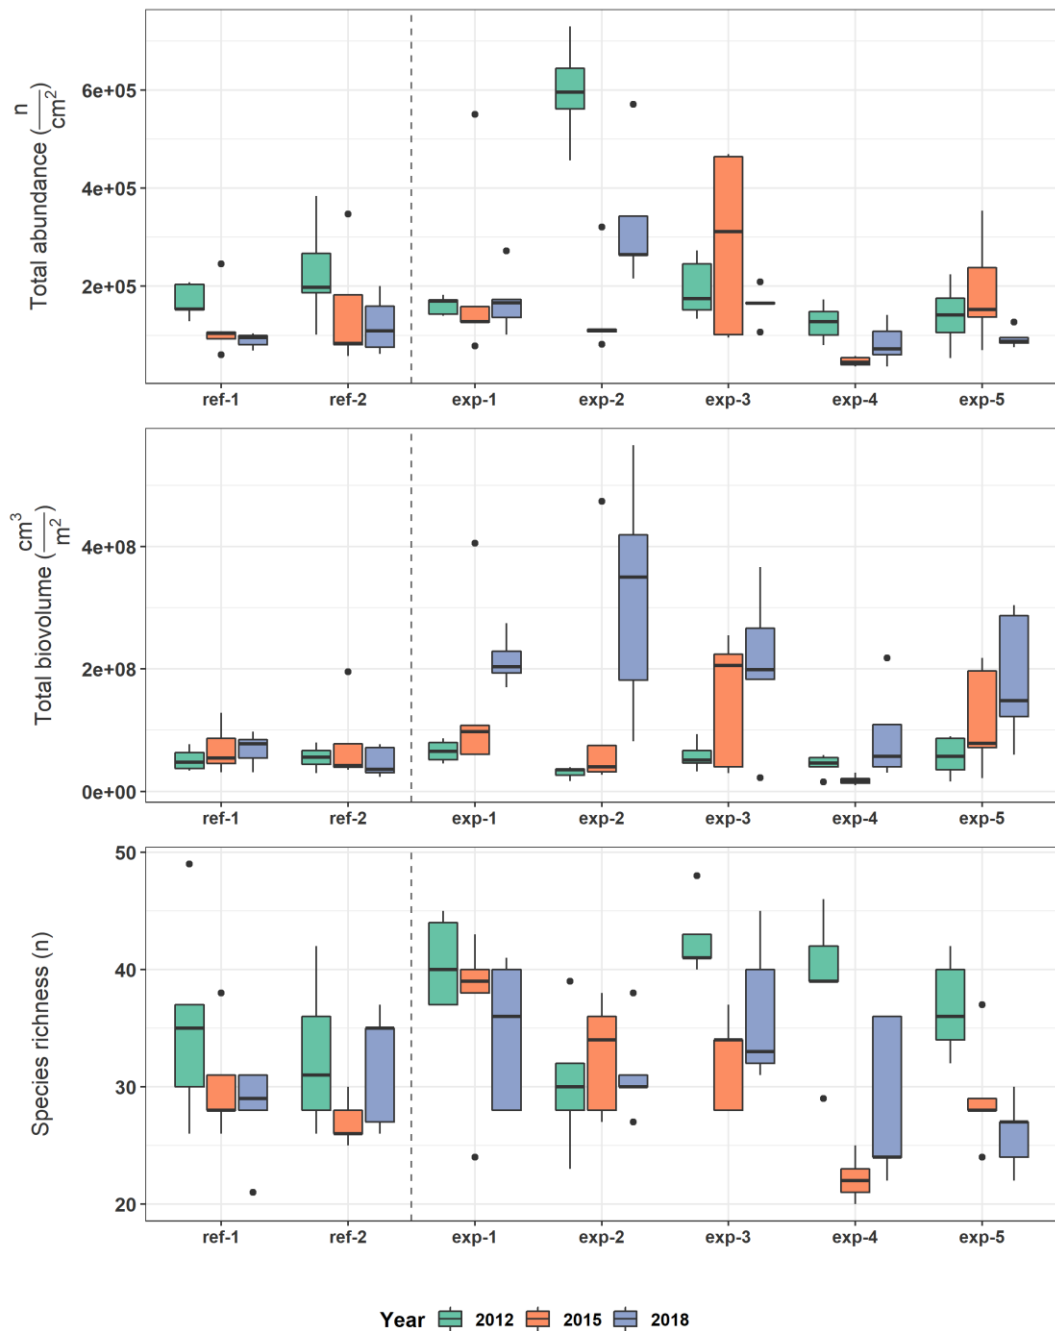 Total abundance (n/cm²)
6e+05
4e+05
2e+05
ref-1 ref-2 exp-1 exp-2 exp-3 exp-4 exp-5
Total biovolume (cm³/m²)
4e+08
2e+08
0e+00
ref-1 ref-2 exp-1 exp-2 exp-3 exp-4 exp-5
Species richness (n)
50
40
30
20
ref-1 ref-2 exp-1 exp-2 exp-3 exp-4 exp-5
Year 2012 2015 2018